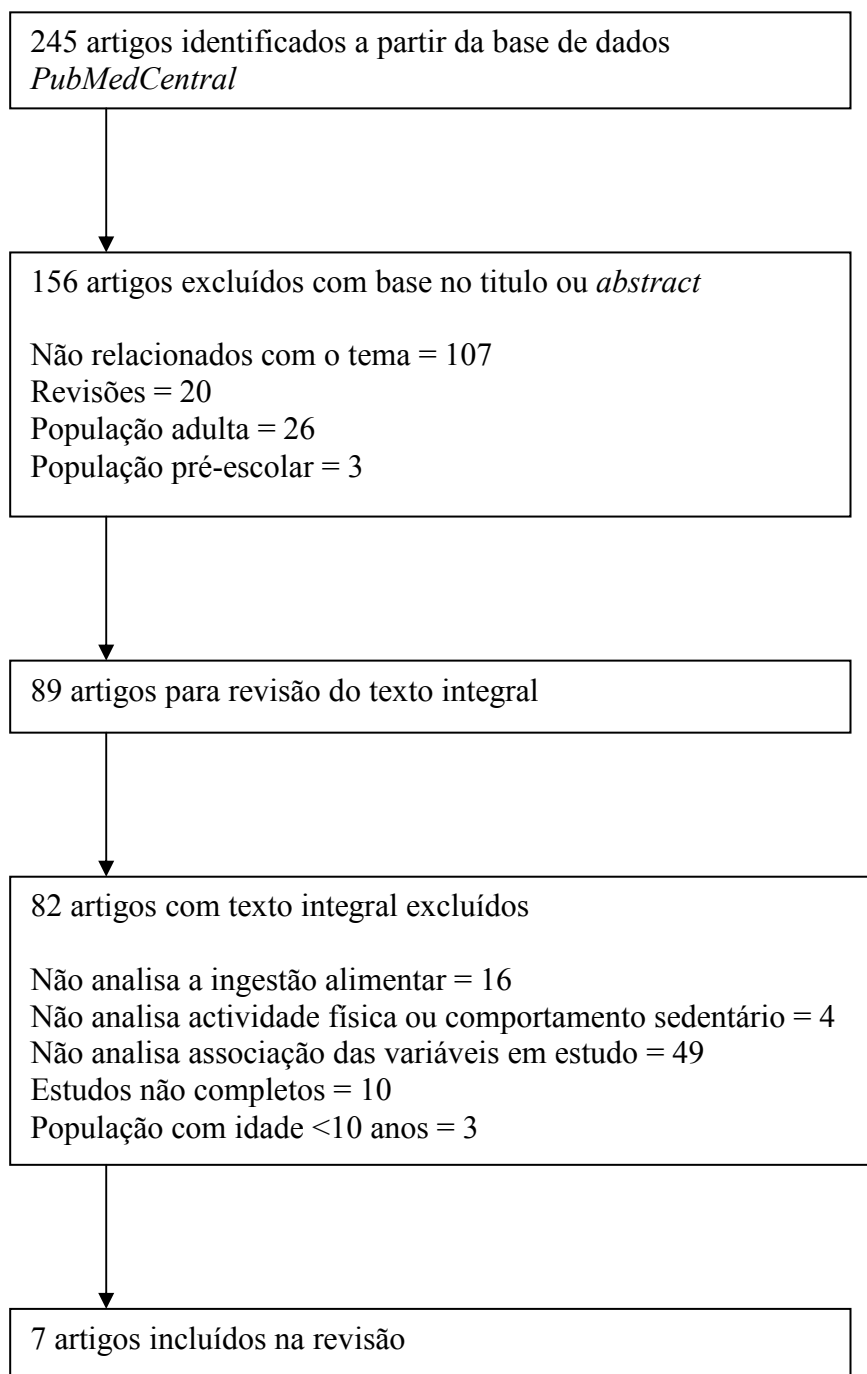 245 artigos identificados a partir da base de dados
PubMedCentral
156 artigos excluídos com base no titulo ou abstract
Não relacionados com o tema = 107
Revisões = 20
População adulta = 26
População pré-escolar = 3
89 artigos para revisão do texto integral
82 artigos com texto integral excluídos
Não analisa a ingestão alimentar = 16
Não analisa actividade física ou comportamento sedentário = 4
Não analisa associação das variáveis em estudo = 49
Estudos não completos = 10
População com idade <10 anos = 3
7 artigos incluídos na revisão